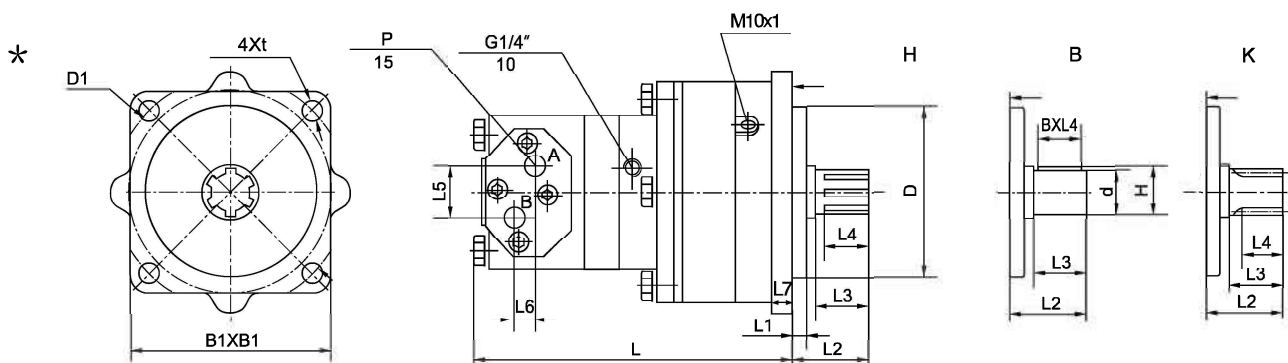 *
D1
4Xt
P
15
G1/4"
10
M10x1
H
B
K
A
B
L5
L6
L4
L7
L3
L1
L
L2
D
B1XB1
BXL4
d
H
L3
L2
L4
L3
L2